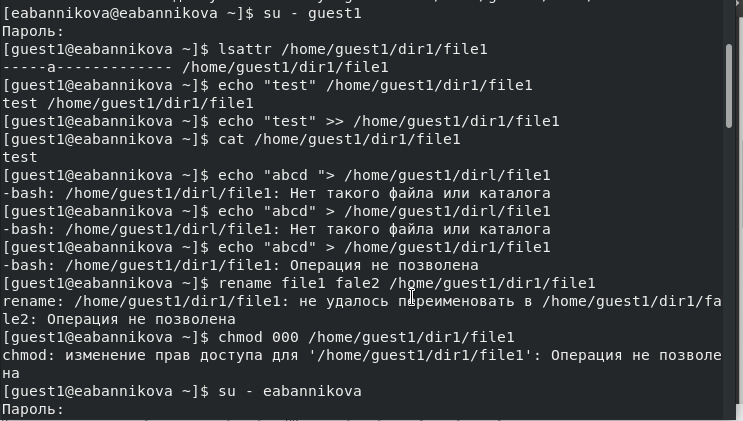 [eabannikova@eabannikova ~]$ su - guest1
Пароль:
[guest1@eabannikova ~]$ lsattr /home/guest1/dir1/file1
-----a------------- /home/guest1/dir1/file1
[guest1@eabannikova ~]$ echo "test" /home/guest1/dir1/file1
test /home/guest1/dir1/file1
[guest1@eabannikova ~]$ echo "test" >> /home/guest1/dir1/file1
[guest1@eabannikova ~]$ cat /home/guest1/dir1/file1
test
[guest1@eabannikova ~]$ echo "abcd "> /home/guest1/dirl/file1
-bash: /home/guest1/dirl/file1: Нет такого файла или каталога
[guest1@eabannikova ~]$ echo "abcd" > /home/guest1/dirl/file1
-bash: /home/guest1/dirl/file1: Нет такого файла или каталога
[guest1@eabannikova ~]$ echo "abcd" > /home/guest1/dir1/file1
-bash: /home/guest1/dir1/file1: Операция не позволена
[guest1@eabannikova ~]$ rename file1 fale2 /home/guest1/dir1/file1
rename: /home/guest1/dir1/file1: не удалось переименовать в /home/guest1/dir1/fa
le2: Операция не позволена
[guest1@eabannikova ~]$ chmod 000 /home/guest1/dir1/file1
chmod: изменение прав доступа для '/home/guest1/dir1/file1': Операция не позволе
на
[guest1@eabannikova ~]$ su - eabannikova
Пароль: